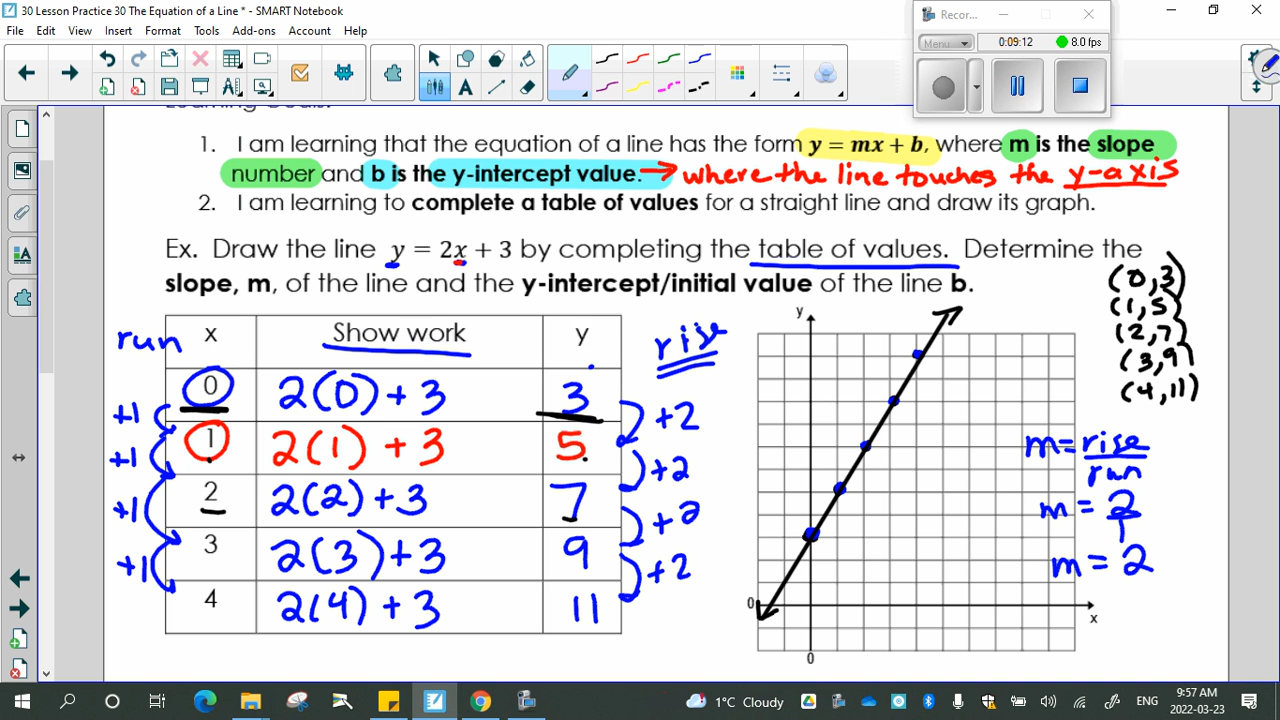 30 Lesson Practice 30 The Equation of a Line * - SMART Notebook
Recor...
File Edit View Insert Format Tools Add-ons Account Help
Menu 0:09:12 8.0 fps
Learning Goals:
1. I am learning that the equation of a line has the form y = mx + b, where m is the slope
number and b is the y-intercept value. → where the line touches the y-axis
2. I am learning to complete a table of values for a straight line and draw its graph.
Ex. Draw the line y = 2x + 3 by completing the table of values. Determine the
slope, m, of the line and the y-intercept/initial value of the line b.
(0,3)
(1,5)
(2,7)
(3,9)
(4,11)
run x Show work y rise
0 2(0) + 3 3
+1 +2
1 2(1) + 3 5
+1 +2
2 2(2) + 3 7
+1 +2
3 2(3) + 3 9
+1 +2
4 2(4) + 3 11
y
0
x
0
m = rise
run
m = 2
1
m = 2
1°C Cloudy
ENG
9:57 AM
2022-03-23